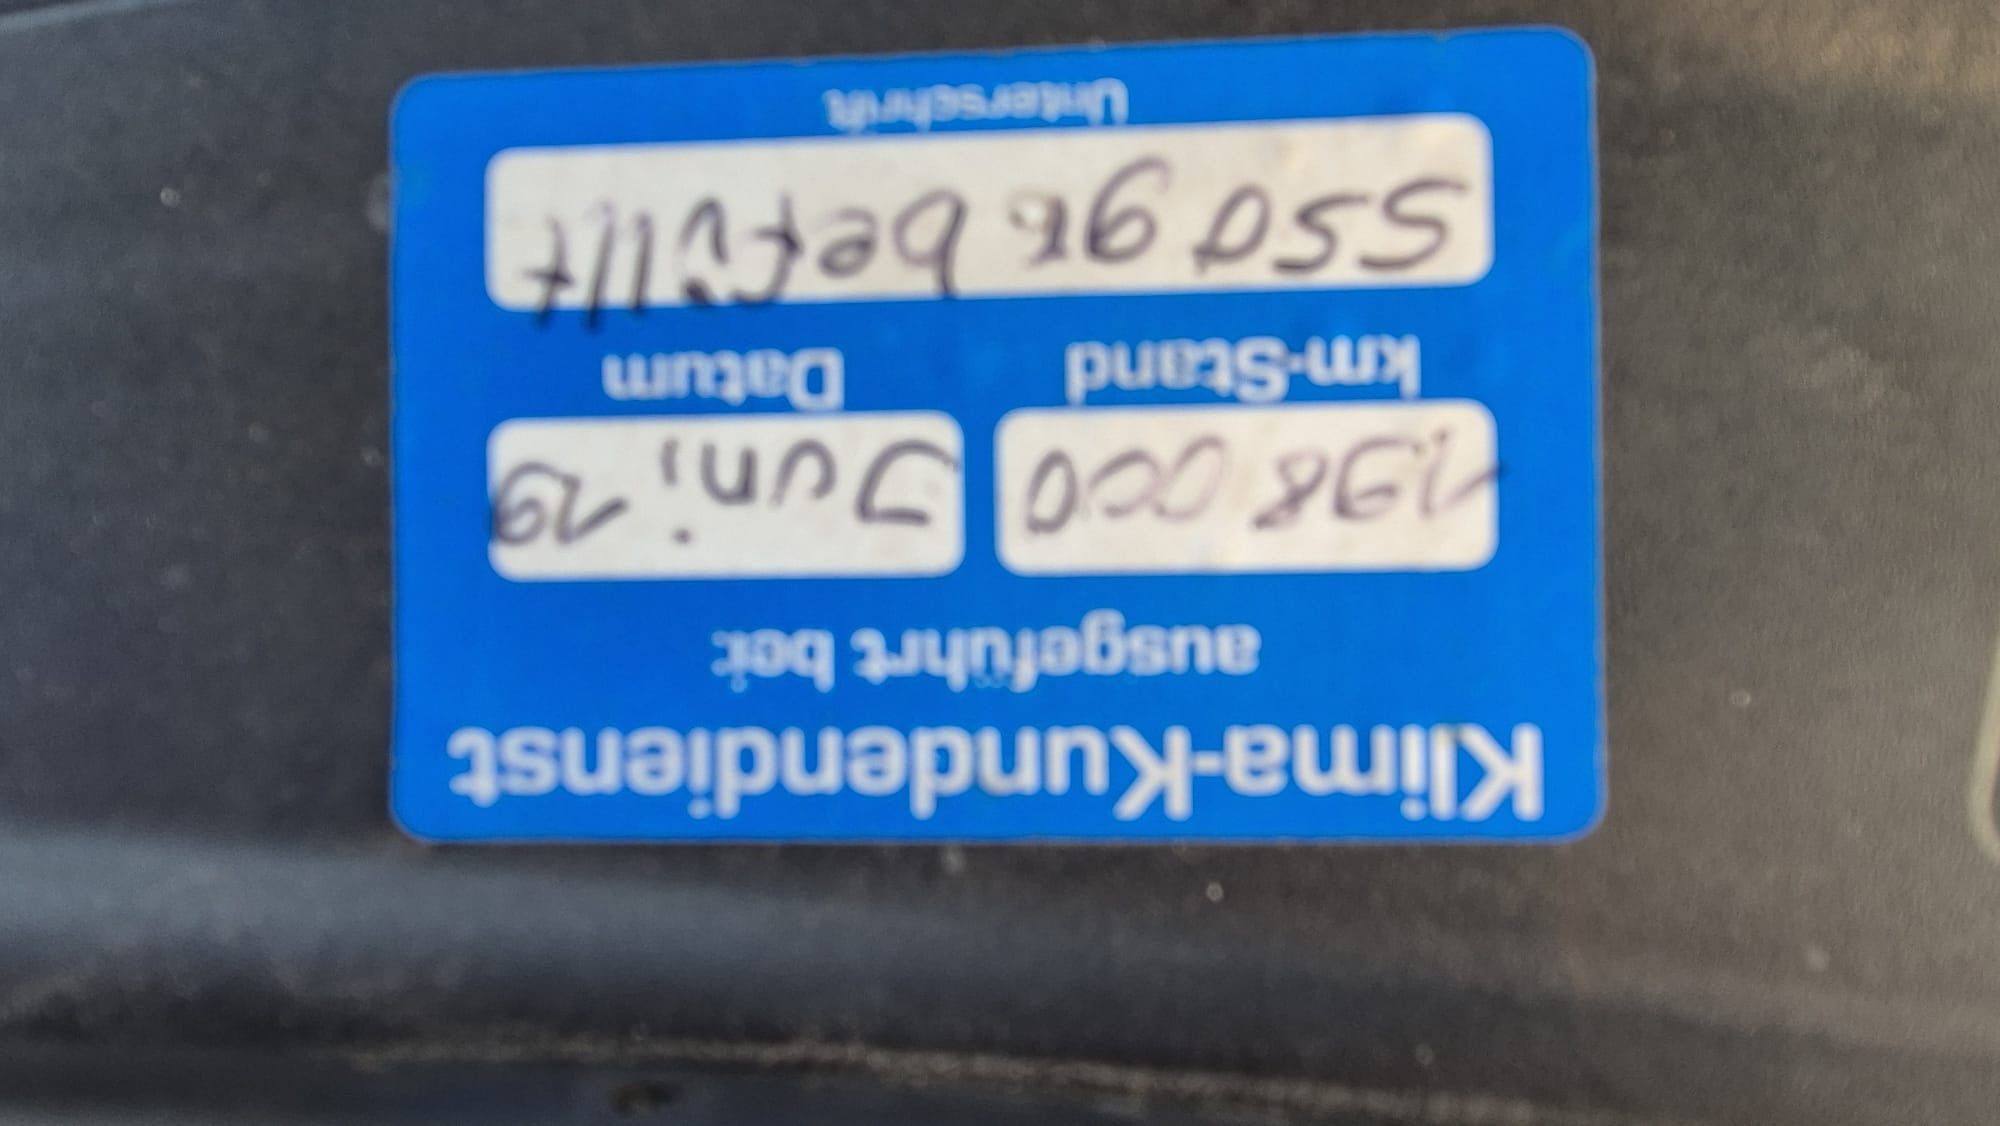 Klima-Kundendienst
ausgeführt bei:
198 000 Juni 19
km-Stand Datum
550 gr befüllt
Unterschrift